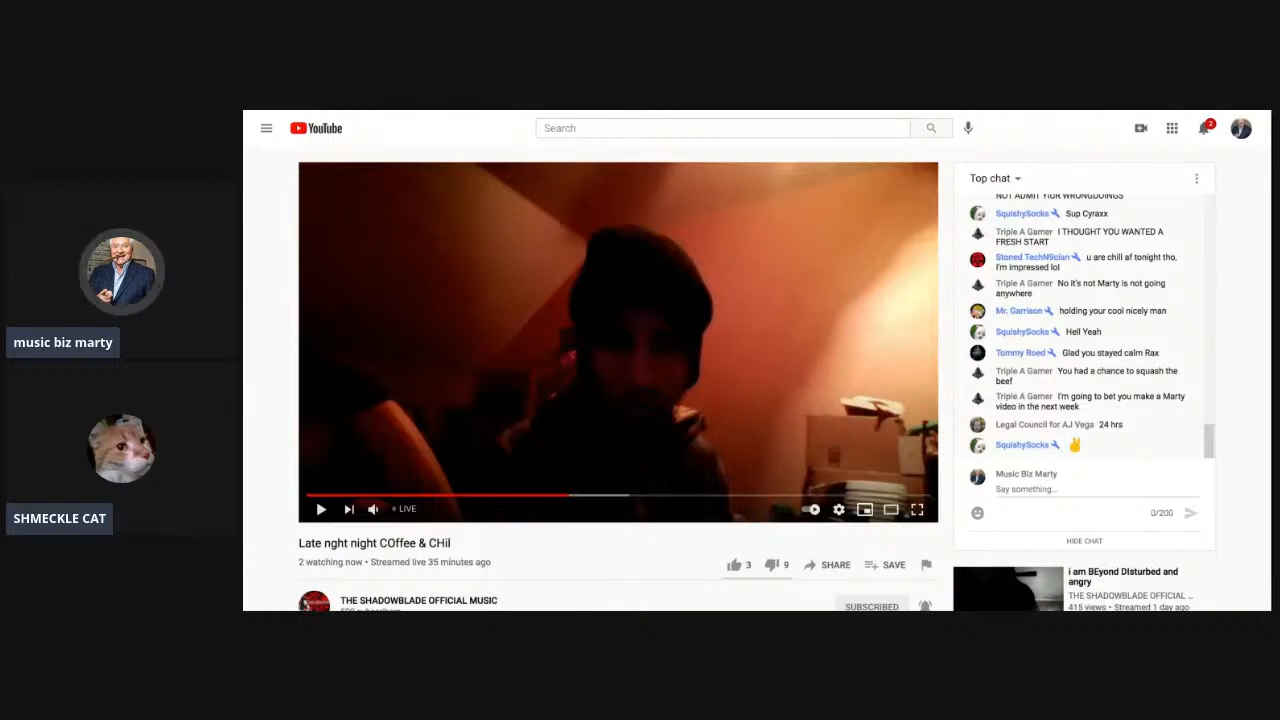 music biz marty
SHMECKLE CAT
YouTube
Search
2
LIVE
Late nght night COffee & CHil
2 watching now • Streamed live 35 minutes ago
3
9
SHARE
SAVE
THE SHADOWBLADE OFFICIAL MUSIC
SUBSCRIBED
Top chat
NOT ADMIT YIUR WRONGDOINGS
SquishySocks Sup Cyraxx
Triple A Gamer I THOUGHT YOU WANTED A
FRESH START
Stoned TechN9cian u are chill af tonight tho,
I'm impressed lol
Triple A Gamer No it's not Marty is not going
anywhere
Mr. Garrison holding your cool nicely man
SquishySocks Hell Yeah
Tommy Roed Glad you stayed calm Rax
Triple A Gamer You had a chance to squash the
beef
Triple A Gamer I'm going to bet you make a Marty
video in the next week
Legal Council for AJ Vega 24 hrs
SquishySocks ✌
Music Biz Marty
Say something...
0/200
HIDE CHAT
i am BEyond DIsturbed and
angry
THE SHADOWBLADE OFFICIAL ...
415 views • Streamed 1 day ago